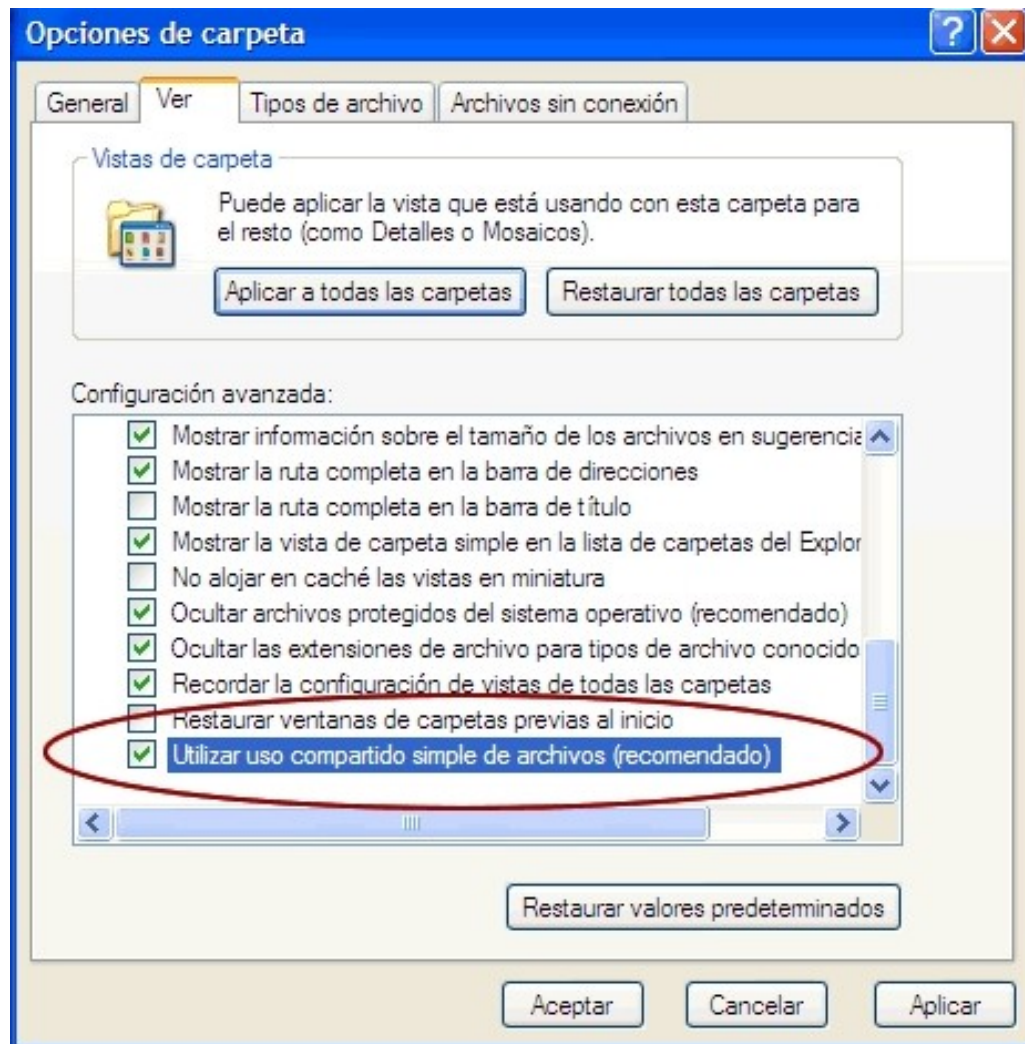 Opciones de carpeta
General Ver Tipos de archivo Archivos sin conexión
Vistas de carpeta
Puede aplicar la vista que está usando con esta carpeta para
el resto (como Detalles o Mosaicos).
Aplicar a todas las carpetas Restaurar todas las carpetas
Configuración avanzada:
Mostrar información sobre el tamaño de los archivos en sugerencia
Mostrar la ruta completa en la barra de direcciones
Mostrar la ruta completa en la barra de título
Mostrar la vista de carpeta simple en la lista de carpetas del Explor
No alojar en caché las vistas en miniatura
Ocultar archivos protegidos del sistema operativo (recomendado)
Ocultar las extensiones de archivo para tipos de archivo conocido
Recordar la configuración de vistas de todas las carpetas
Restaurar ventanas de carpetas previas al inicio
Utilizar uso compartido simple de archivos (recomendado)
Restaurar valores predeterminados
Aceptar Cancelar Aplicar